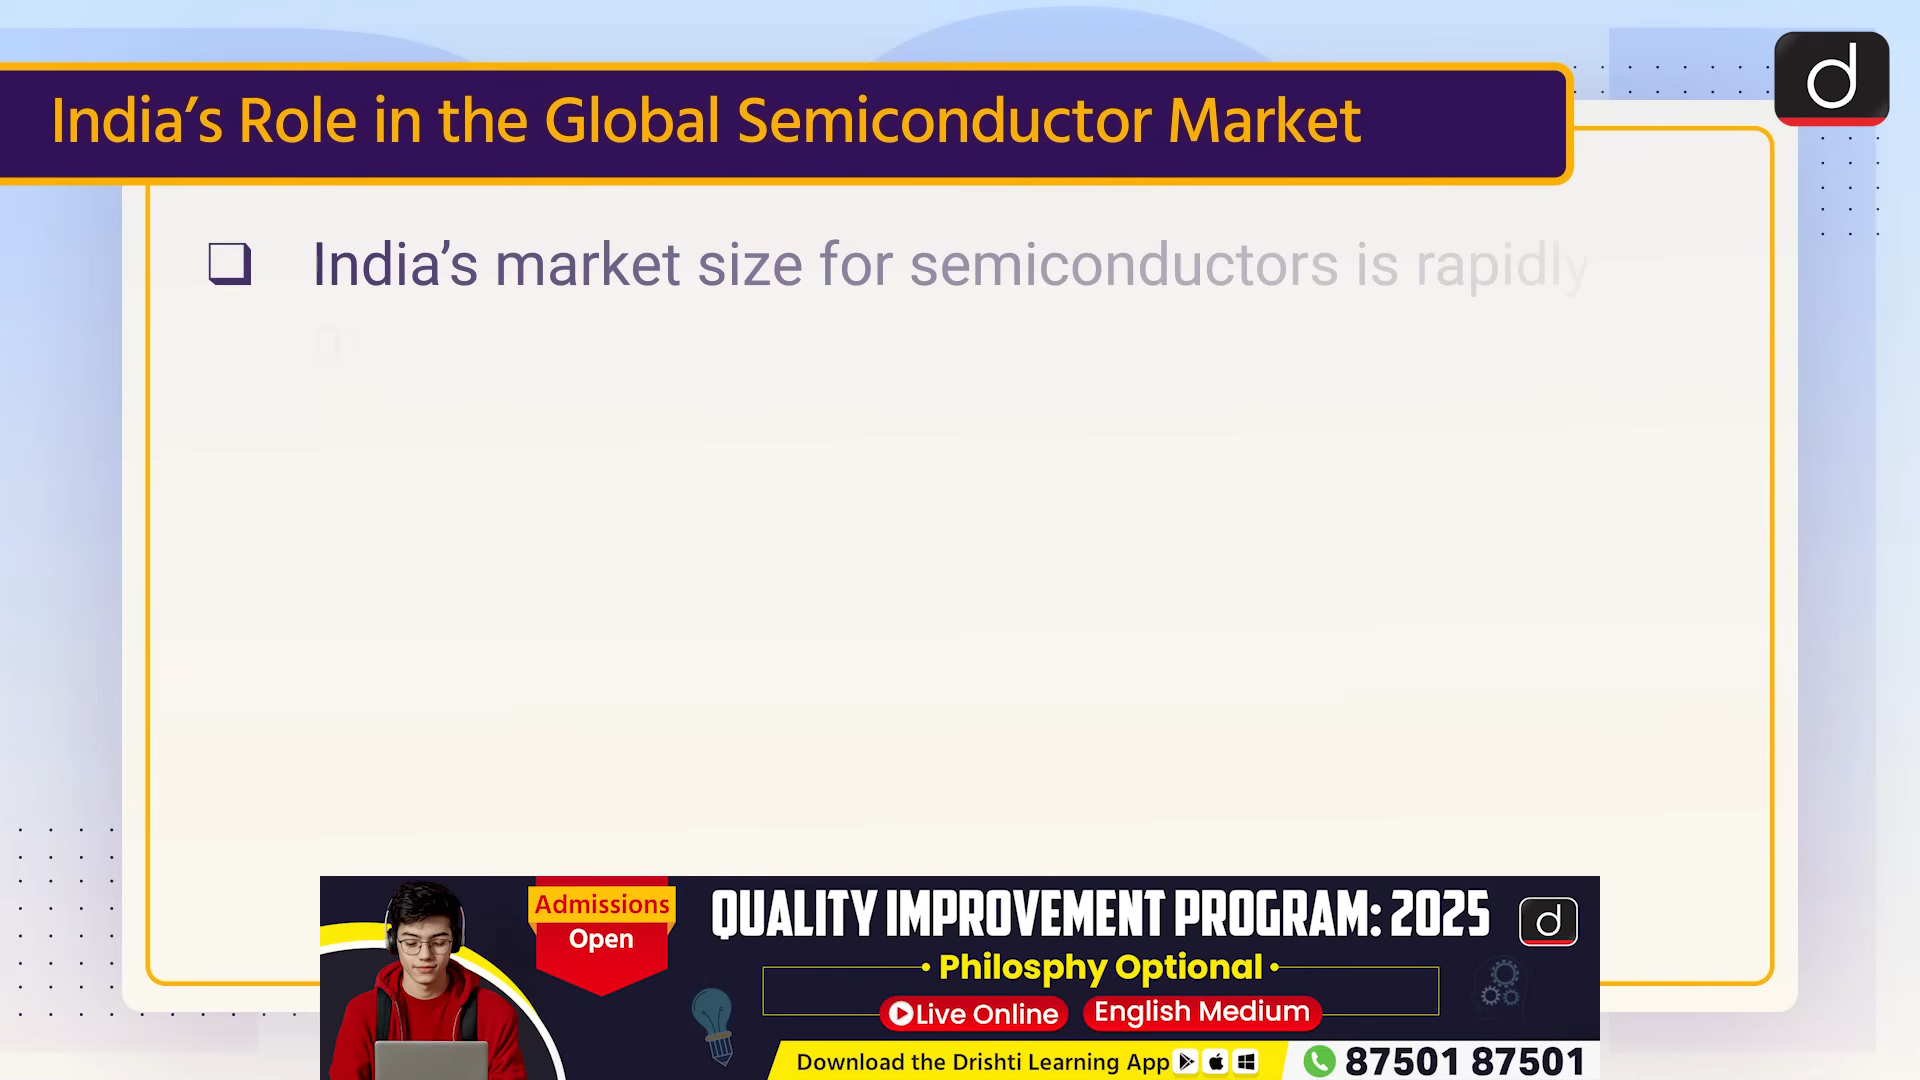 India’s Role in the Global Semiconductor Market
d
❑ India’s market size for semiconductors is rapidly
Admissions
Open
QUALITY IMPROVEMENT PROGRAM: 2025
d
• Philosphy Optional •
Live Online
English Medium
Download the Drishti Learning App
87501 87501